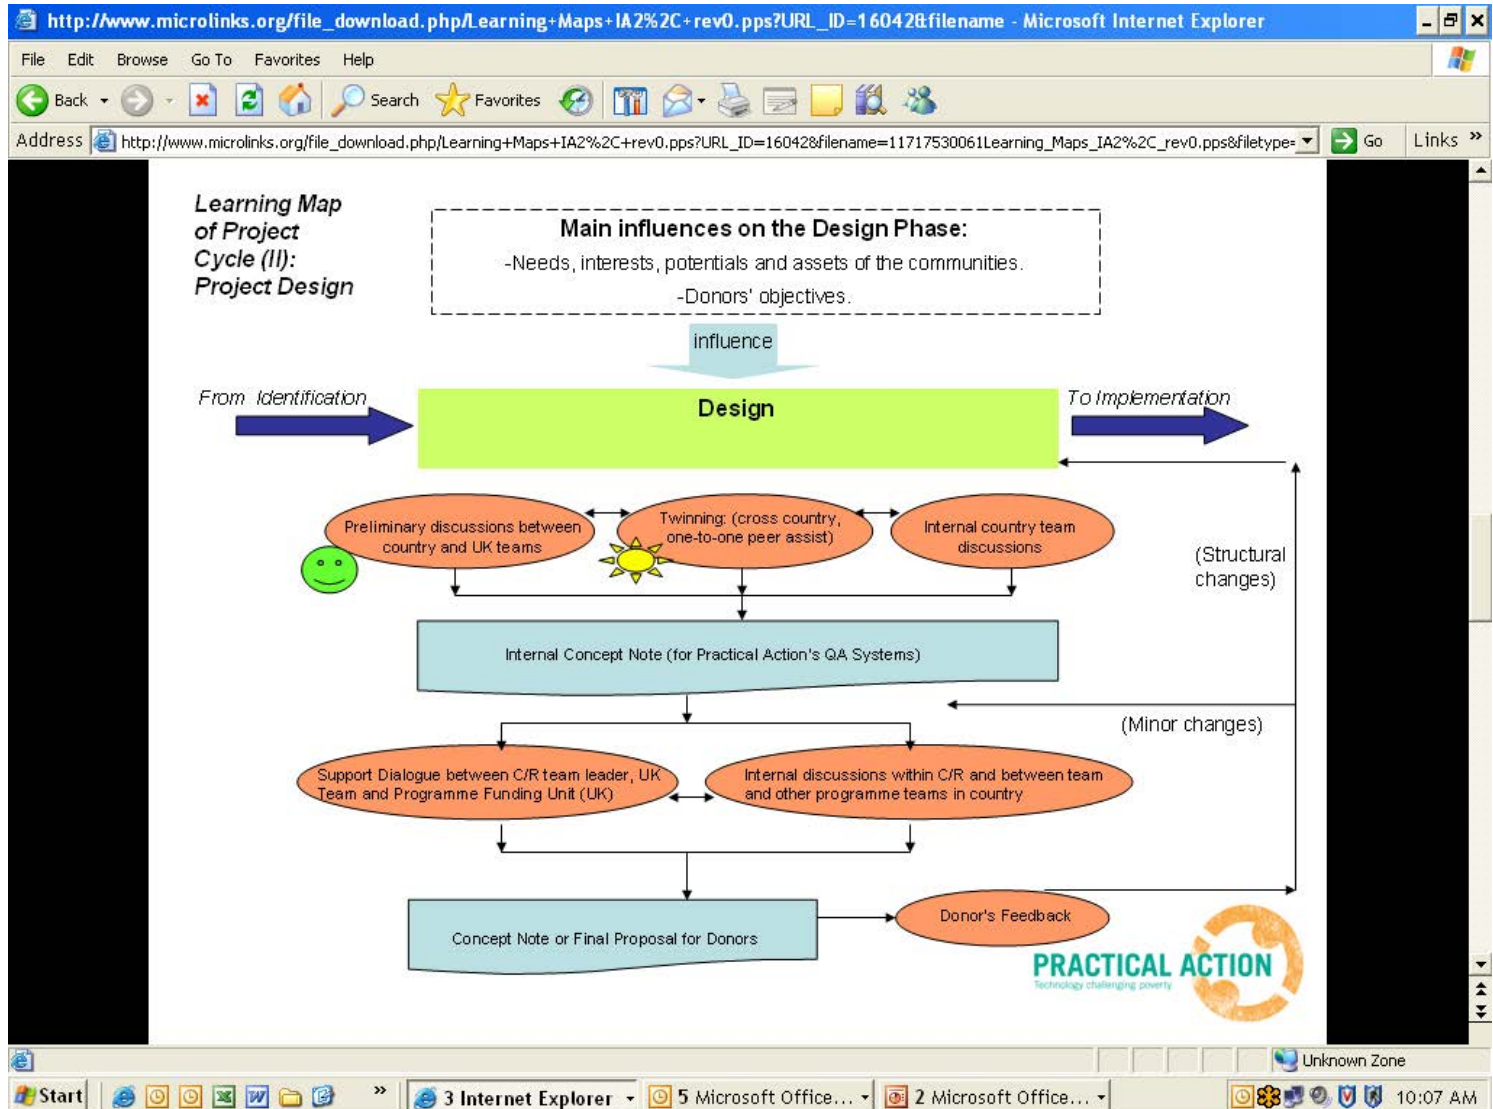 http://www.microlinks.org/file_download.php/Learning+Maps+IA2%2C+rev0.pps?URL_ID=16042&filename - Microsoft Internet Explorer
File Edit Browse Go To Favorites Help
Back Search Favorites
Address http://www.microlinks.org/file_download.php/Learning+Maps+IA2%2C+rev0.pps?URL_ID=16042&filename=11717530061Learning_Maps_IA2%2C_rev0.pps&filetype= Go Links »
Learning Map
of Project
Cycle (II):
Project Design
Main influences on the Design Phase:
-Needs, interests, potentials and assets of the communities.
-Donors' objectives.
influence
From Identification
Design
To Implementation
Preliminary discussions between
country and UK teams
Twinning: (cross country,
one-to-one peer assist)
Internal country team
discussions
(Structural
changes)
Internal Concept Note (for Practical Action's QA Systems)
(Minor changes)
Support Dialogue between C/R team leader, UK
Team and Programme Funding Unit (UK)
Internal discussions within C/R and between team
and other programme teams in country
Concept Note or Final Proposal for Donors
Donor's Feedback
PRACTICAL ACTION
Technology challenging poverty
Unknown Zone
Start » 3 Internet Explorer 5 Microsoft Office... 2 Microsoft Office... 10:07 AM